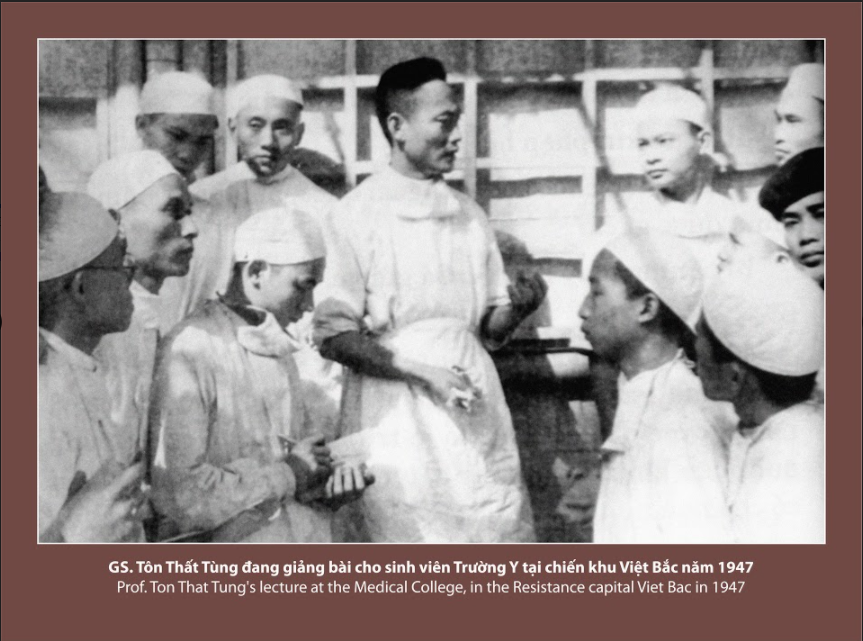 GS. Tôn Thất Tùng đang giảng bài cho sinh viên Trường Y tại chiến khu Việt Bắc năm 1947
Prof. Ton That Tung's lecture at the Medical College, in the Resistance capital Viet Bac in 1947